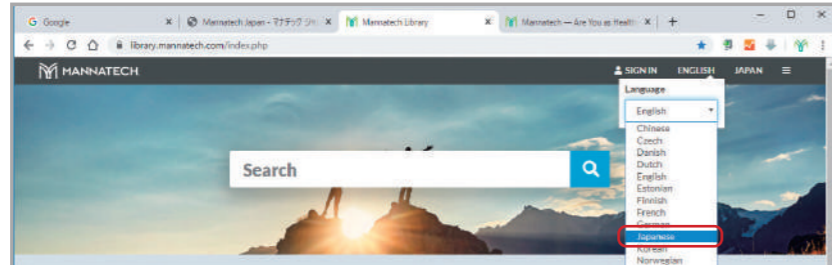 Google
Mannatech Japan - マナテック ジャ
Mannatech Library
Mannatech — Are You as Health
library.mannatech.com/index.php
MANNATECH
SIGN IN ENGLISH JAPAN
Language
English
Search
Chinese
Czech
Danish
Dutch
English
Estonian
Finnish
French
German
Japanese
Korean
Norwegian